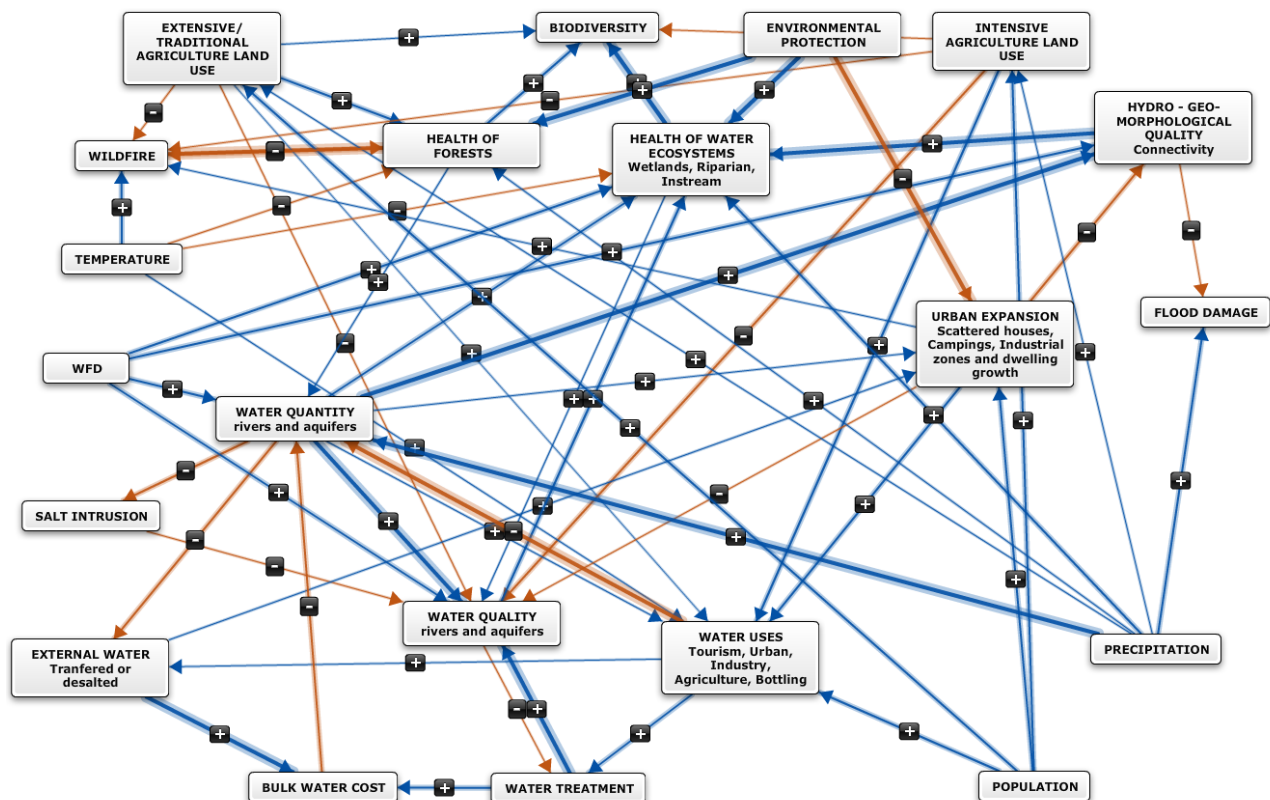 EXTENSIVE/
TRADITIONAL
AGRICULTURE LAND
USE
BIODIVERSITY
ENVIRONMENTAL
PROTECTION
INTENSIVE
AGRICULTURE LAND
USE
HYDRO - GEO-
MORPHOLOGICAL
QUALITY
Connectivity
WILDFIRE
HEALTH OF
FORESTS
HEALTH OF WATER
ECOSYSTEMS
Wetlands, Riparian,
Instream
TEMPERATURE
URBAN EXPANSION
Scattered houses,
Campings, Industrial
zones and dwelling
growth
FLOOD DAMAGE
WFD
WATER QUANTITY
rivers and aquifers
SALT INTRUSION
WATER QUALITY
rivers and aquifers
EXTERNAL WATER
Tranfered or
desalted
WATER USES
Tourism, Urban,
Industry,
Agriculture, Bottling
PRECIPITATION
BULK WATER COST
WATER TREATMENT
POPULATION